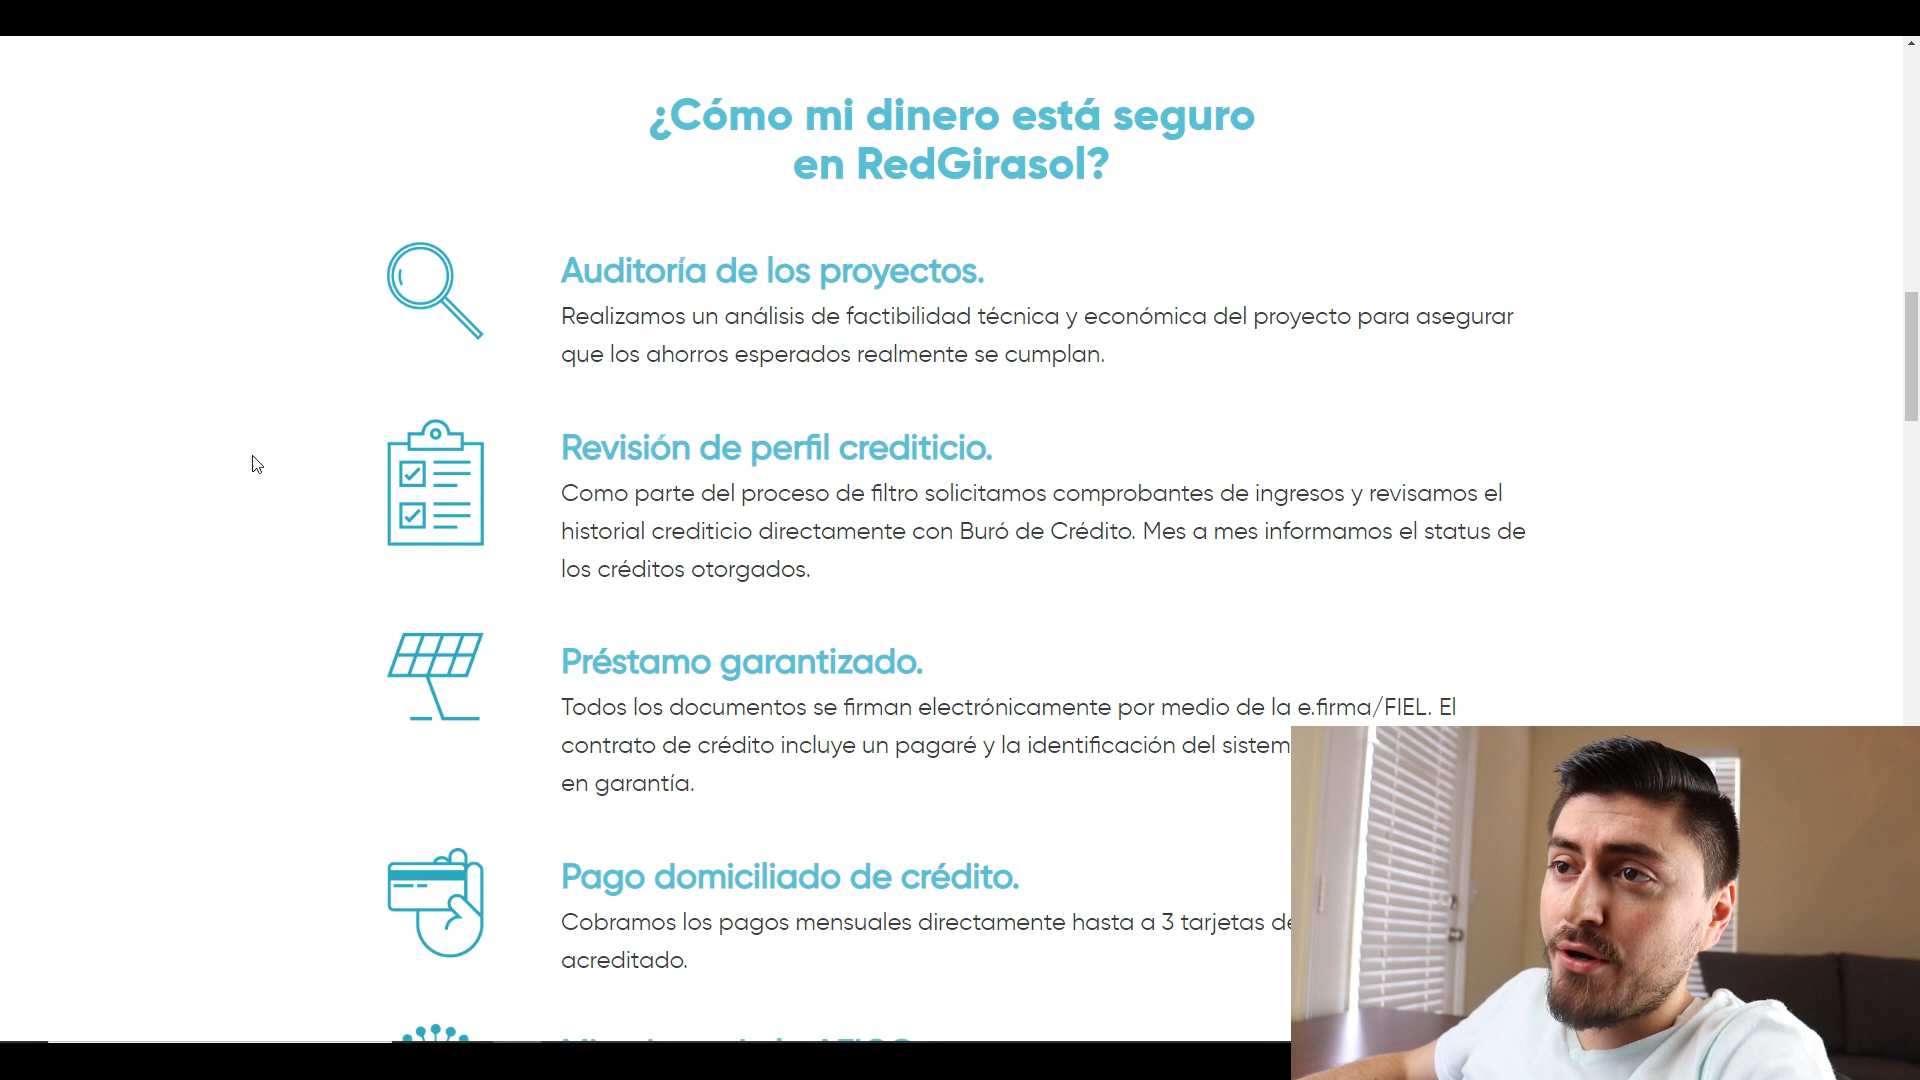 ¿Cómo mi dinero está seguro
en RedGirasol?
Auditoría de los proyectos.
Realizamos un análisis de factibilidad técnica y económica del proyecto para asegurar
que los ahorros esperados realmente se cumplan.
Revisión de perfil crediticio.
Como parte del proceso de filtro solicitamos comprobantes de ingresos y revisamos el
historial crediticio directamente con Buró de Crédito. Mes a mes informamos el status de
los créditos otorgados.
Préstamo garantizado.
Todos los documentos se firman electrónicamente por medio de la e.firma/FIEL. El
contrato de crédito incluye un pagaré y la identificación del sistem
en garantía.
Pago domiciliado de crédito.
Cobramos los pagos mensuales directamente hasta a 3 tarjetas de
acreditado.